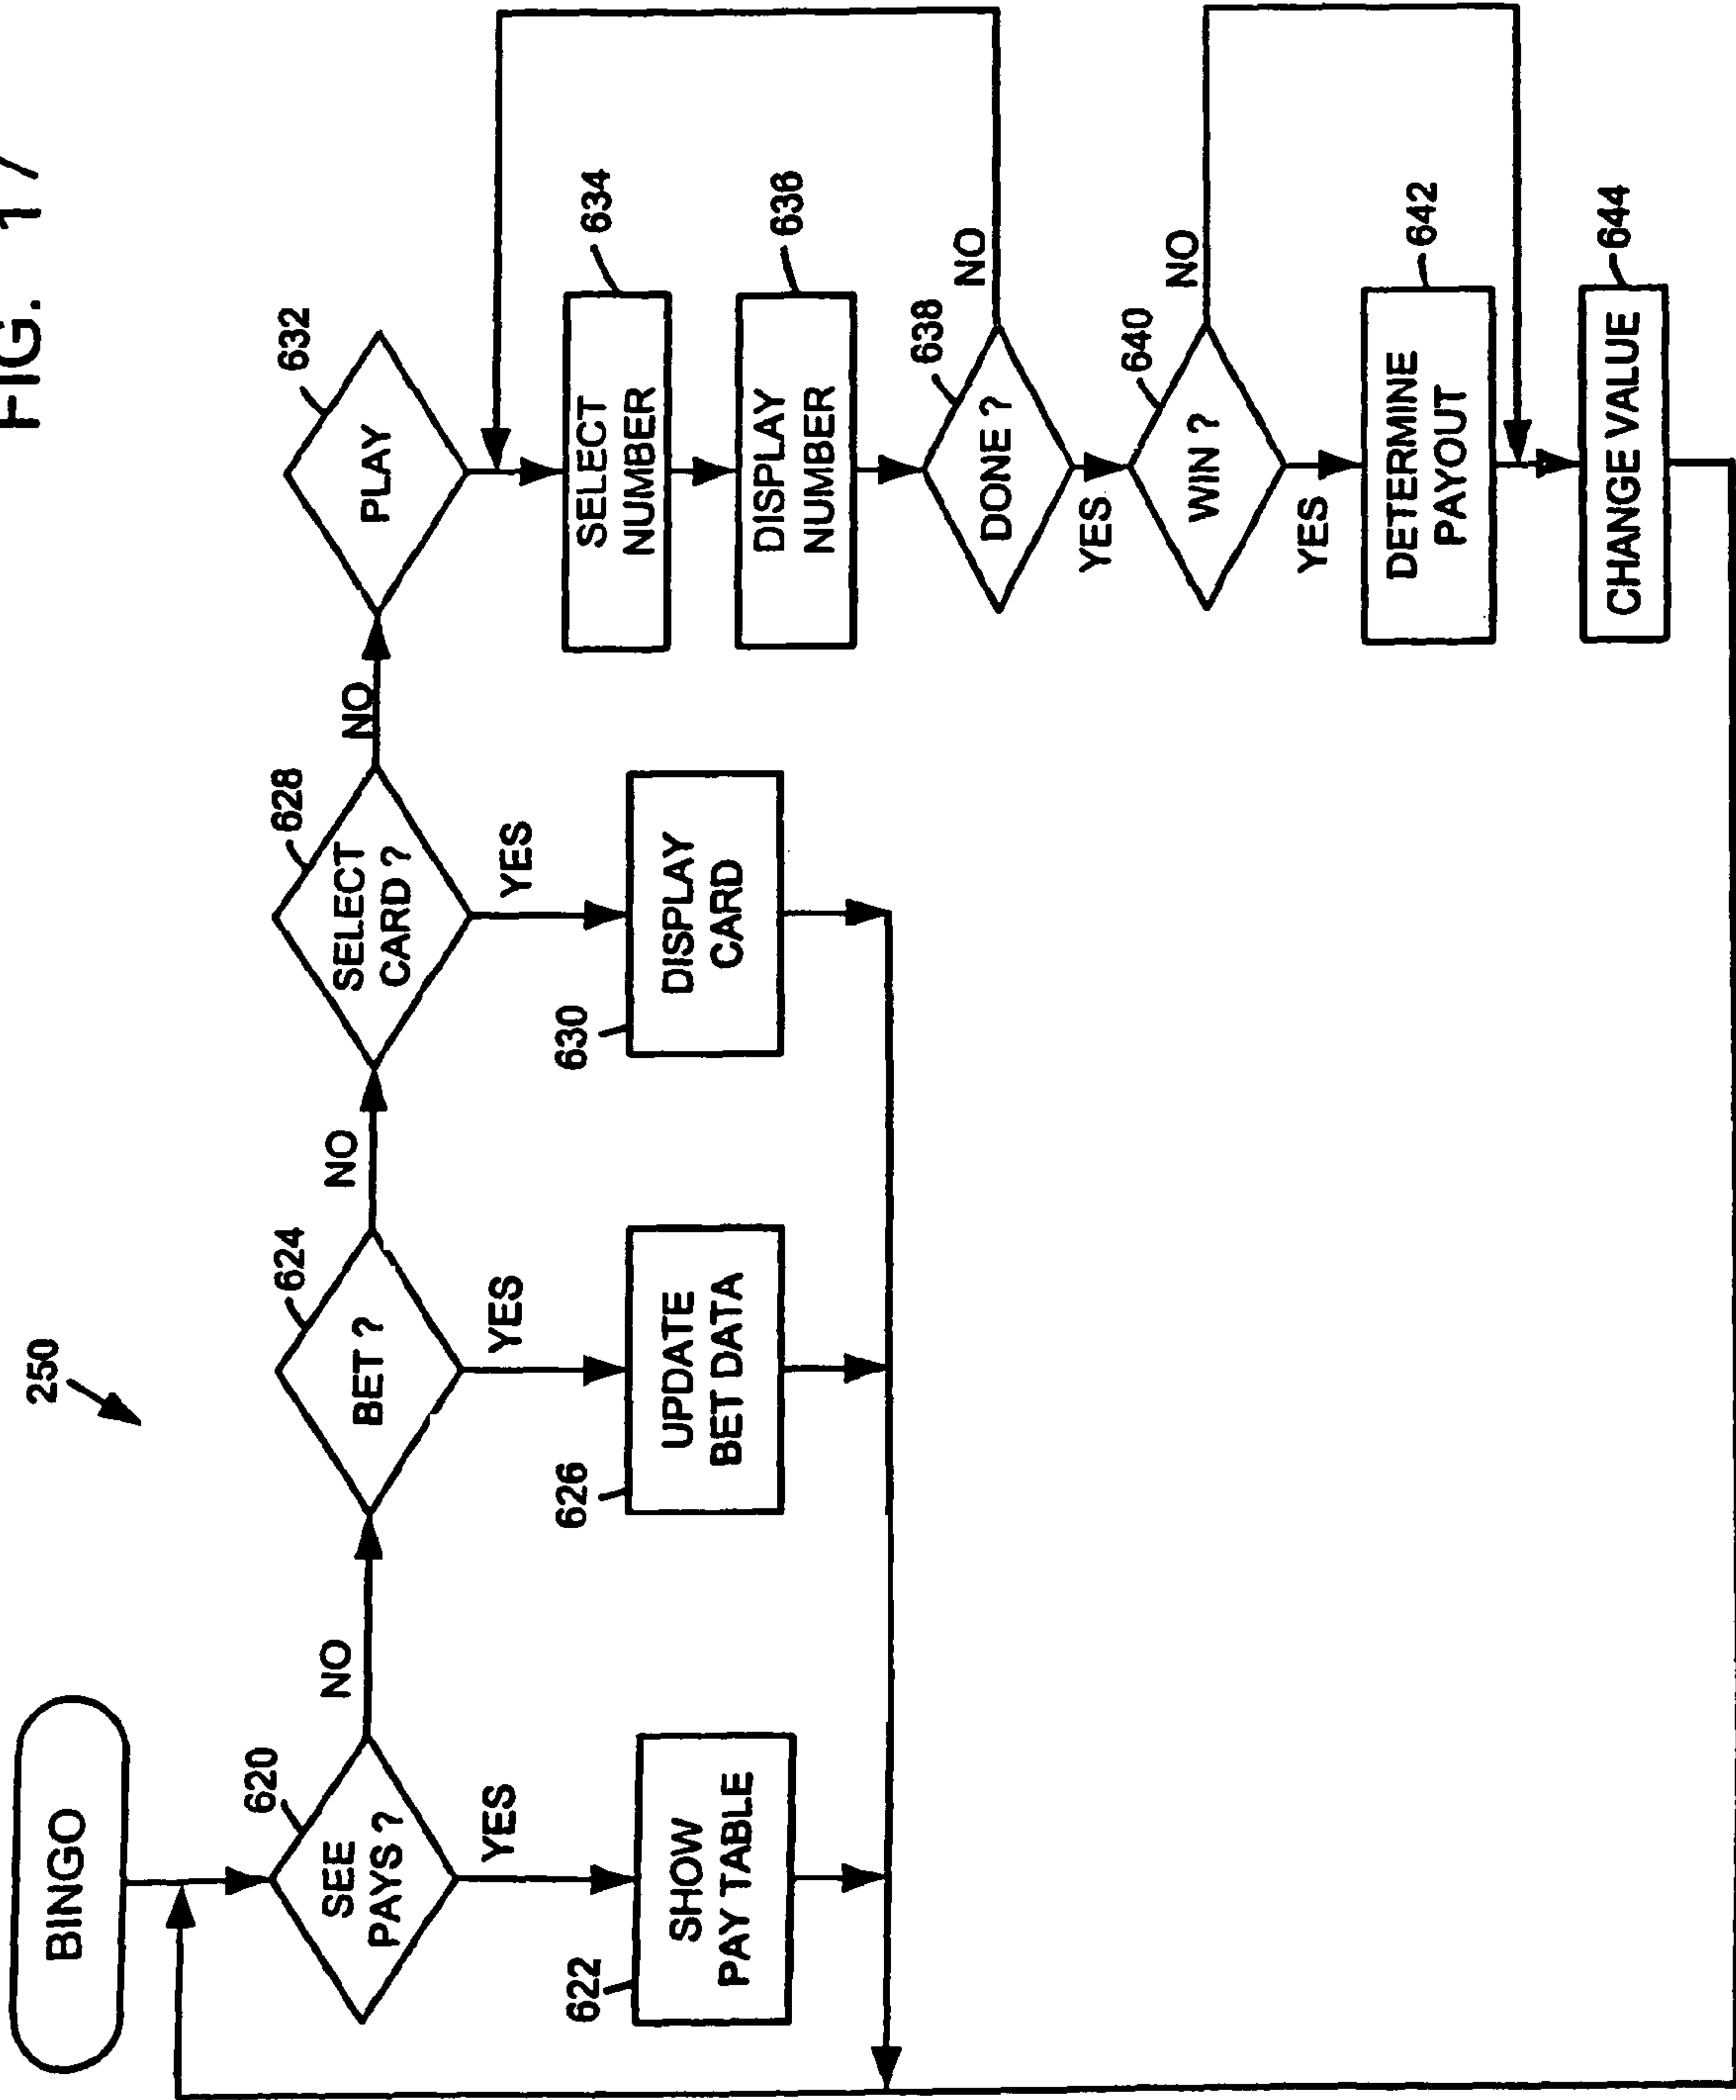 FIG. 17
250
BINGO
620
SEE
PAYS ?
NO
YES
622
SHOW
PAY TABLE
624
BET ?
NO
YES
626
UPDATE
BET DATA
628
SELECT
CARD ?
NO
YES
630
DISPLAY
CARD
632
PLAY
634
SELECT
NUMBER
636
DISPLAY
NUMBER
638
DONE ?
NO
YES
640
WIN ?
NO
YES
642
DETERMINE
PAYOUT
644
CHANGE VALUE